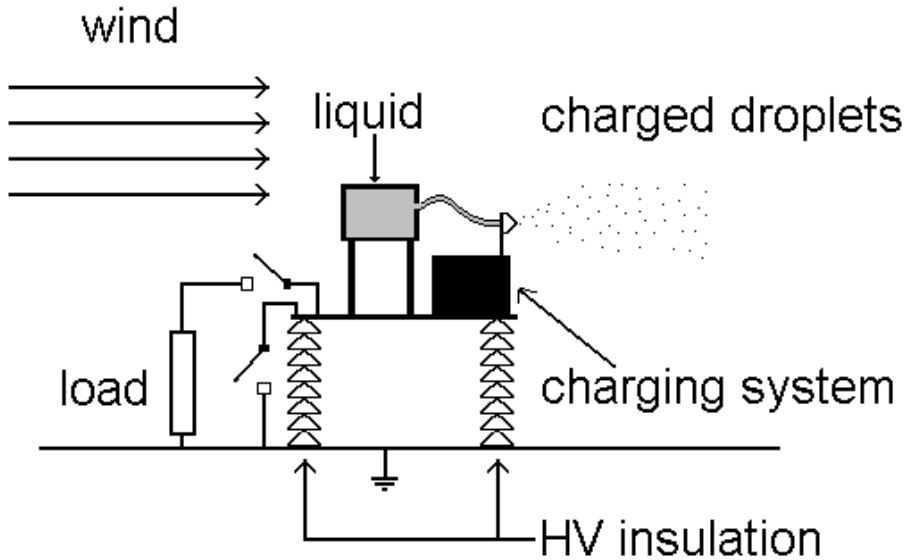 wind
liquid
charged droplets
load
charging system
HV insulation